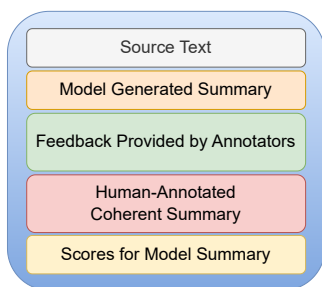 Source Text
Model Generated Summary
Feedback Provided by Annotators
Human-Annotated
Coherent Summary
Scores for Model Summary